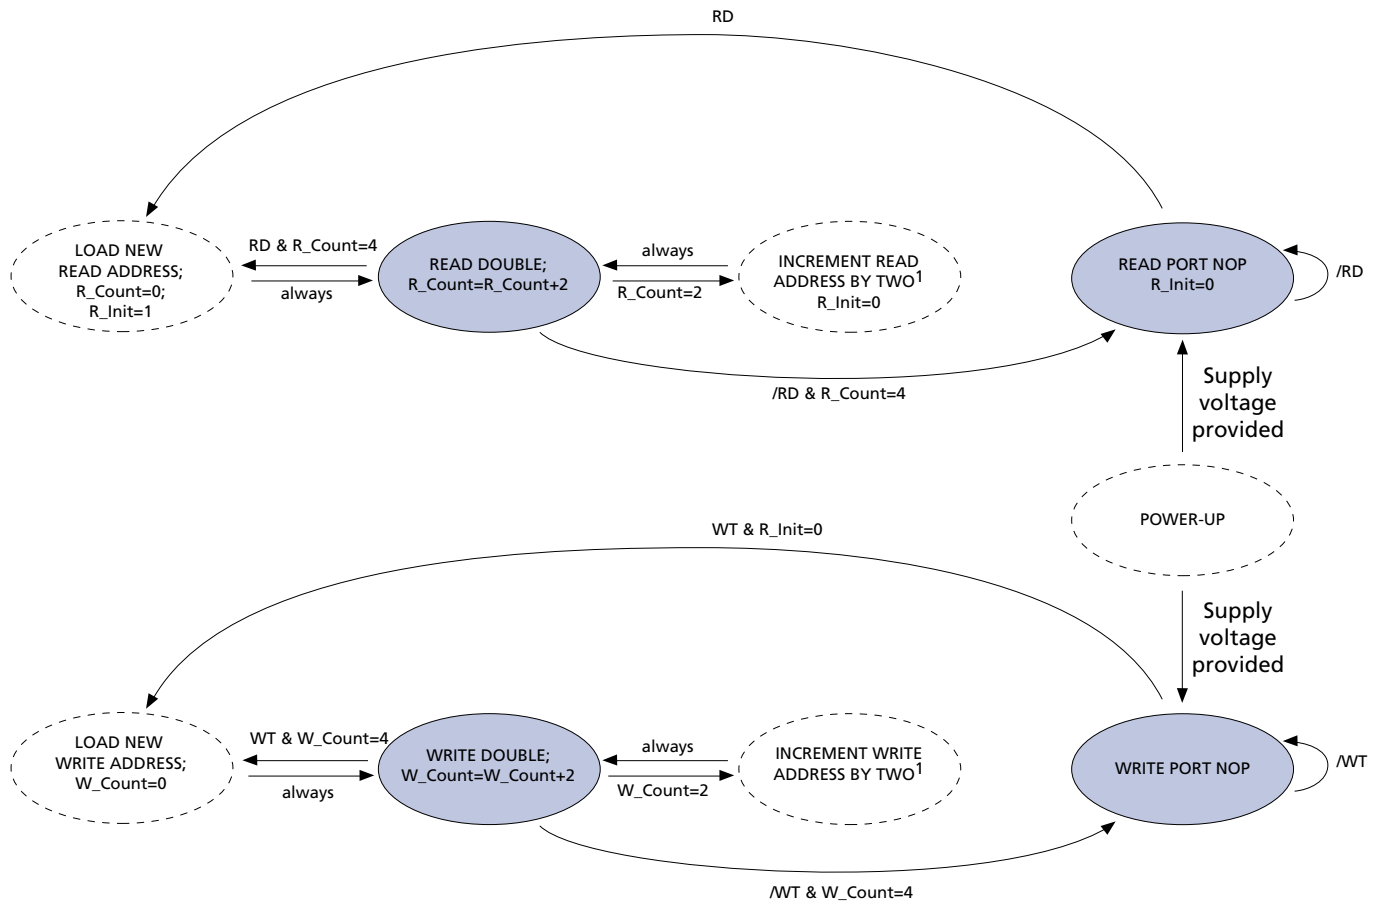 RD
LOAD NEW
READ ADDRESS;
R_Count=0;
R_Init=1
RD & R_Count=4
always
READ DOUBLE;
R_Count=R_Count+2
always
R_Count=2
INCREMENT READ
ADDRESS BY TWO1
R_Init=0
READ PORT NOP
R_Init=0
/RD
/RD & R_Count=4
Supply
voltage
provided
POWER-UP
WT & R_Init=0
Supply
voltage
provided
LOAD NEW
WRITE ADDRESS;
W_Count=0
WT & W_Count=4
always
WRITE DOUBLE;
W_Count=W_Count+2
always
W_Count=2
INCREMENT WRITE
ADDRESS BY TWO1
WRITE PORT NOP
/WT
/WT & W_Count=4